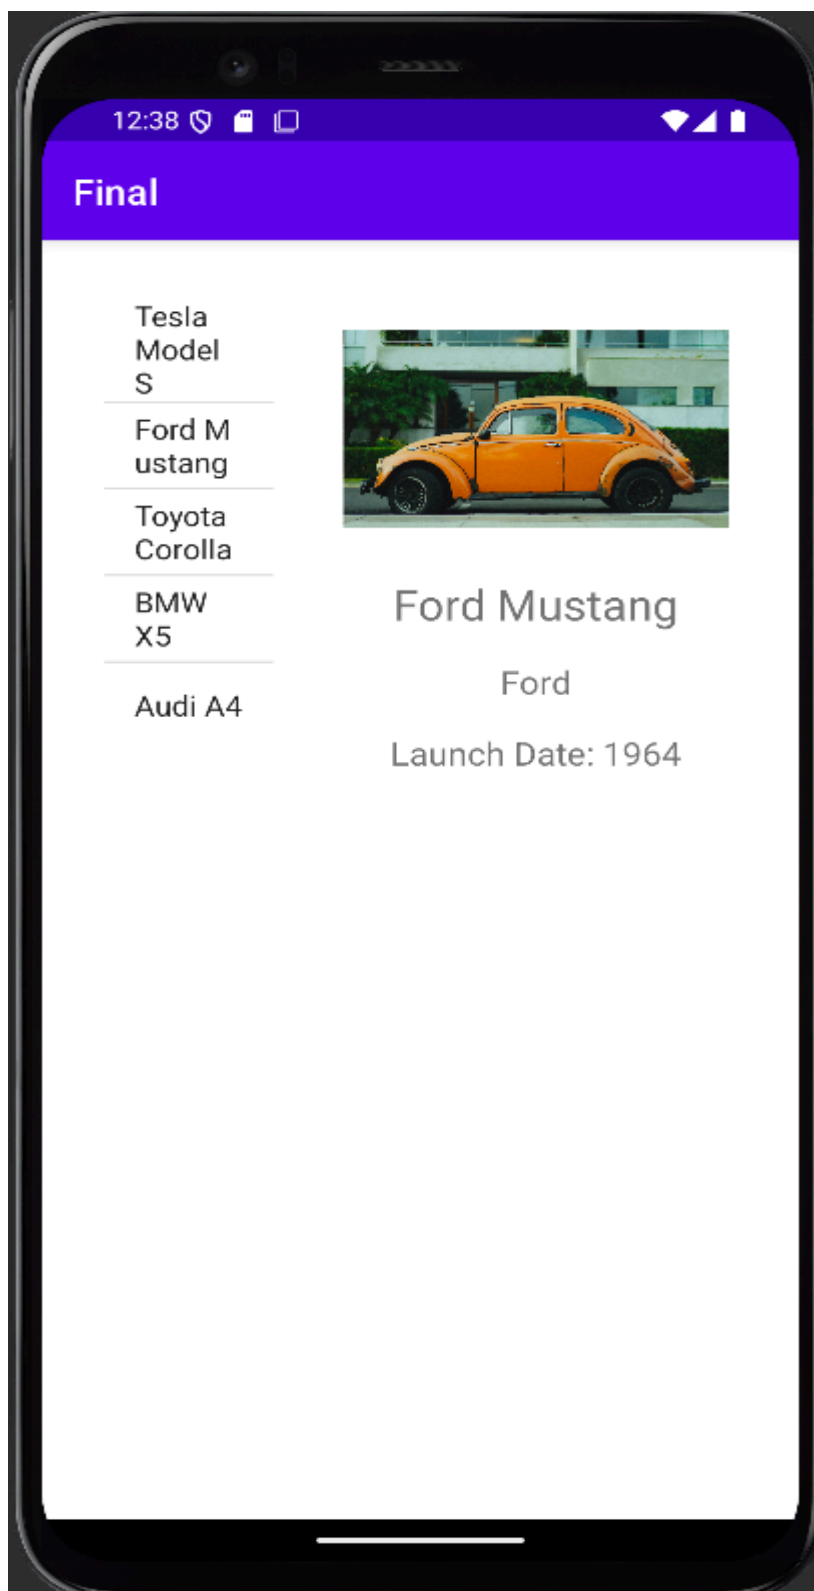 12:38
Final
Tesla
Model
S
Ford M
ustang
Toyota
Corolla
BMW
X5
Audi A4
Ford Mustang
Ford
Launch Date: 1964